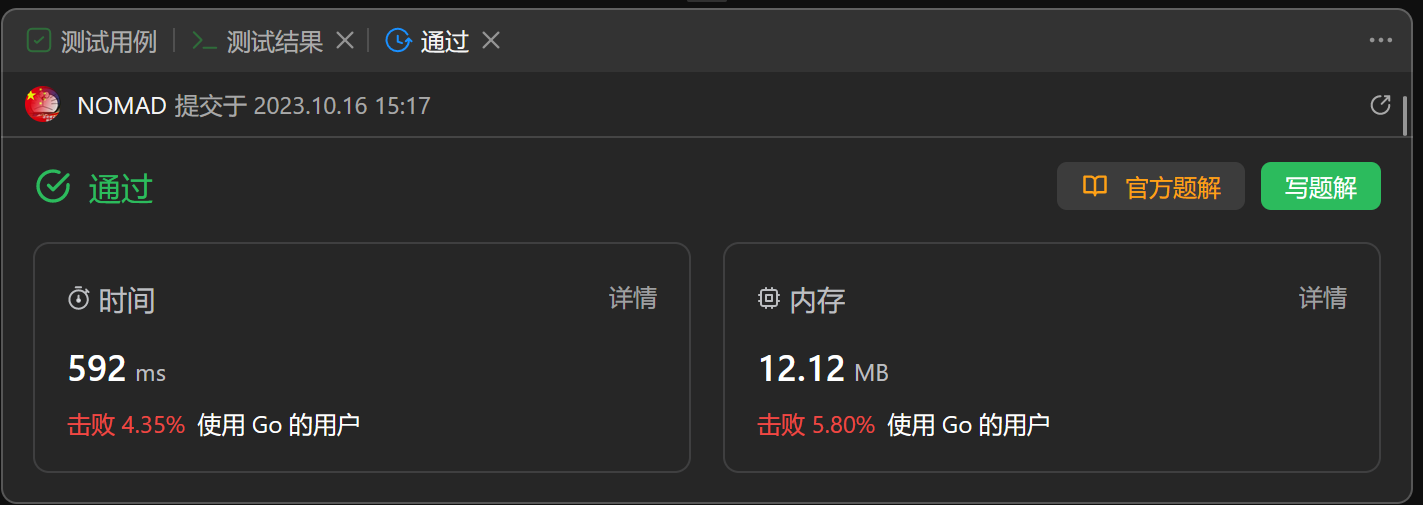 测试用例 测试结果 通过
NOMAD 提交于 2023.10.16 15:17
通过 官方题解 写题解
时间 详情
592 ms
击败 4.35% 使用 Go 的用户
内存 详情
12.12 MB
击败 5.80% 使用 Go 的用户